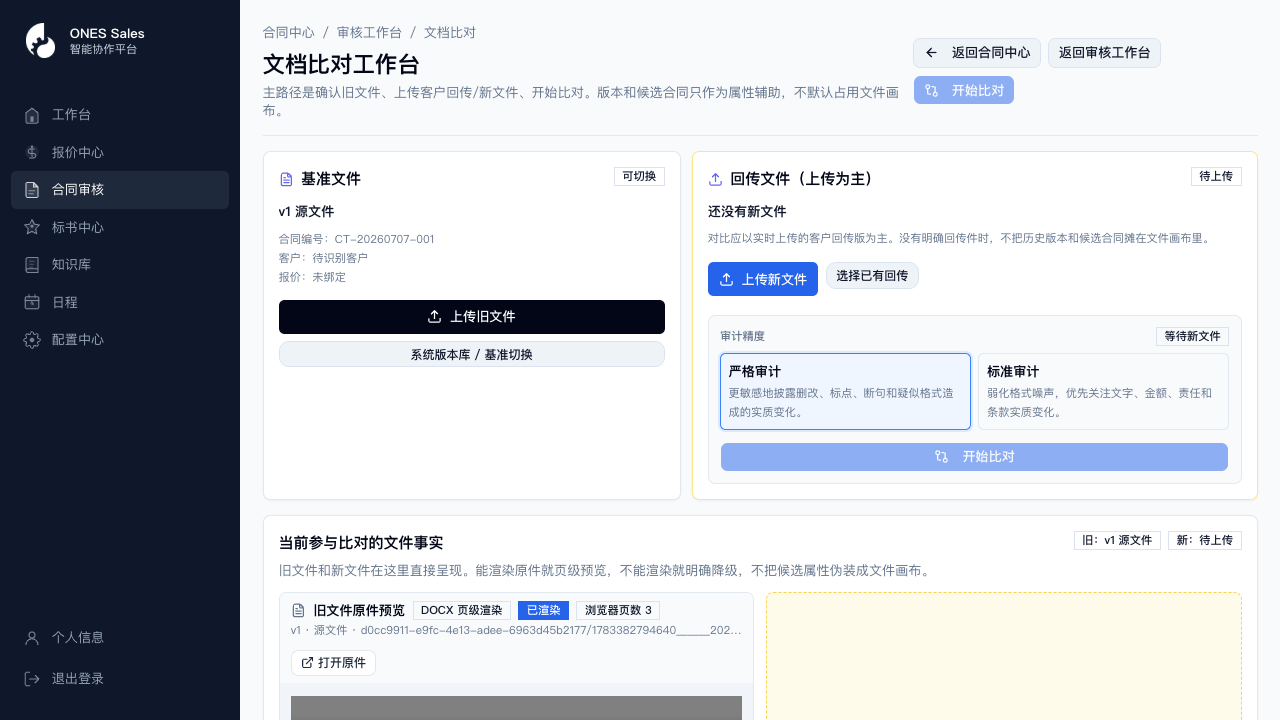 ONES Sales
智能协作平台
工作台
报价中心
合同审核
标书中心
知识库
日程
配置中心
个人信息
退出登录
合同中心 / 审核工作台 / 文档比对
文档比对工作台
主路径是确认旧文件、上传客户回传/新文件、开始比对。版本和候选合同只作为属性辅助，不默认占用文件画
布。
返回合同中心
返回审核工作台
开始比对
基准文件
可切换
v1 源文件
合同编号：CT-20260707-001
客户：待识别客户
报价：未绑定
上传旧文件
系统版本库 / 基准切换
回传文件（上传为主）
待上传
还没有新文件
对比应以实时上传的客户回传版为主。没有明确回传件时，不把历史版本和候选合同摊在文件画布里。
上传新文件
选择已有回传
审计精度
等待新文件
严格审计
更敏感地披露删改、标点、断句和疑似格式造
成的实质变化。
标准审计
弱化格式噪声，优先关注文字、金额、责任和
条款实质变化。
开始比对
当前参与比对的文件事实
旧：v1 源文件
新：待上传
旧文件和新文件在这里直接呈现。能渲染原件就页级预览，不能渲染就明确降级，不把候选属性伪装成文件画布。
旧文件原件预览
DOCX 页级渲染
已渲染
浏览器页数 3
v1 · 源文件 · d0cc9911-e9fc-4e13-adee-6963d45b2177/1783382794640______202...
打开原件